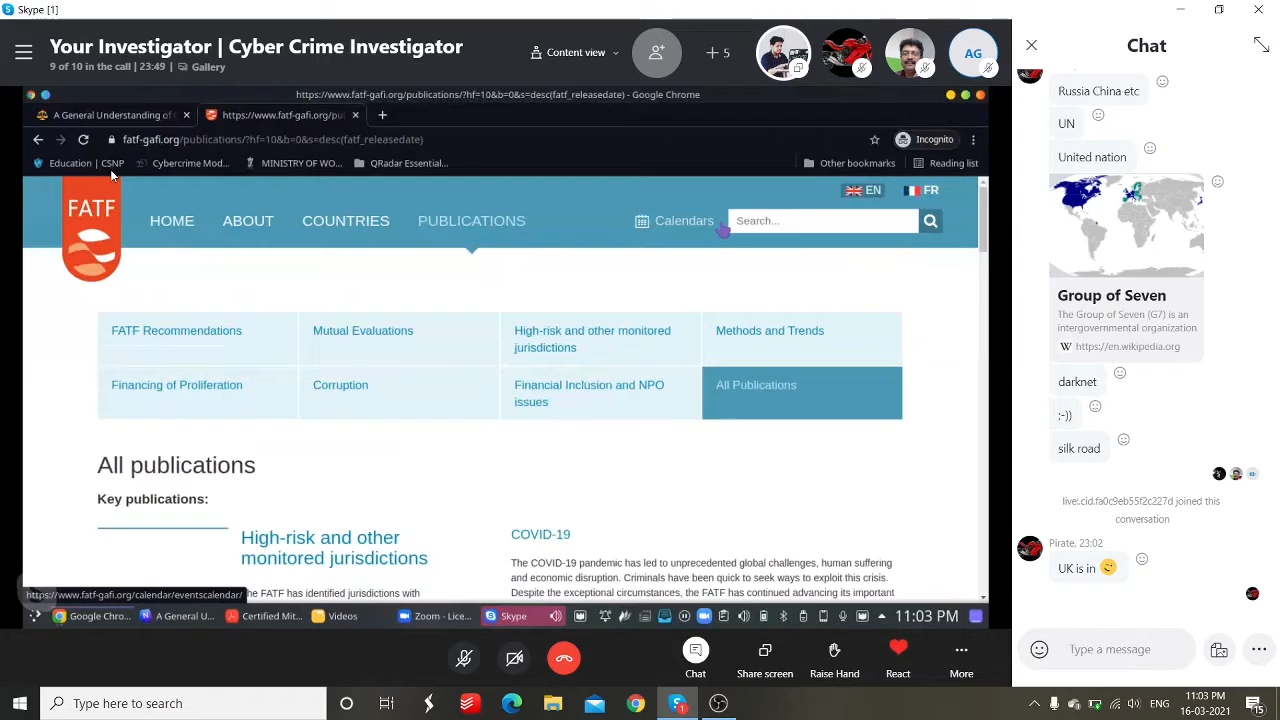 Skype [1]
Your Investigator | Cyber Crime Investigator
9 of 10 in the call | 23:49 | Gallery
Content view
+ 5
AG
https://www.fatf-gafi.org/publications/?hf=10&b=0&s=desc(fatf_releasedate) - Google Chrome
A General Understanding of C
https://www.fatf-gafi.org/pu
fatf-gafi.org/publications/?hf=10&b=0&s=desc(fatf_releasedate)
Incognito
Education | CSNP
Cybercrime Mod...
MINISTRY OF WO...
QRadar Essential...
Other bookmarks
Reading list
FATF
EN
FR
HOME
ABOUT
COUNTRIES
PUBLICATIONS
Calendars
Search...
FATF Recommendations
Mutual Evaluations
High-risk and other monitored
jurisdictions
Methods and Trends
Financing of Proliferation
Corruption
Financial Inclusion and NPO
issues
All Publications
All publications
Key publications:
High-risk and other
monitored jurisdictions
he FATF has identified jurisdictions with
COVID-19
The COVID-19 pandemic has led to unprecedented global challenges, human suffering
and economic disruption. Criminals have been quick to seek ways to exploit this crisis.
Despite the exceptional circumstances, the FATF has continued advancing its important
https://www.fatf-gafi.org/calendar/eventscalendar/
Google Chro...
A General U...
Certified Mit...
Videos
Zoom - Lice...
Skype
11:03 PM
Chat
Share screen
Raise Hand
React
More
Chat
Russia China etc
UN
United nation
Group of Seven
The Group of Seven (G7) is an
intergovernmental organization
https://en.wikipedia.org
darknet
;-))
silk road
live:.cid.fa0c9eb55f2c227d joined this
conversation
Pirate, 23:02
UK is in
Type a message
Type here to search
1
11:03 PM